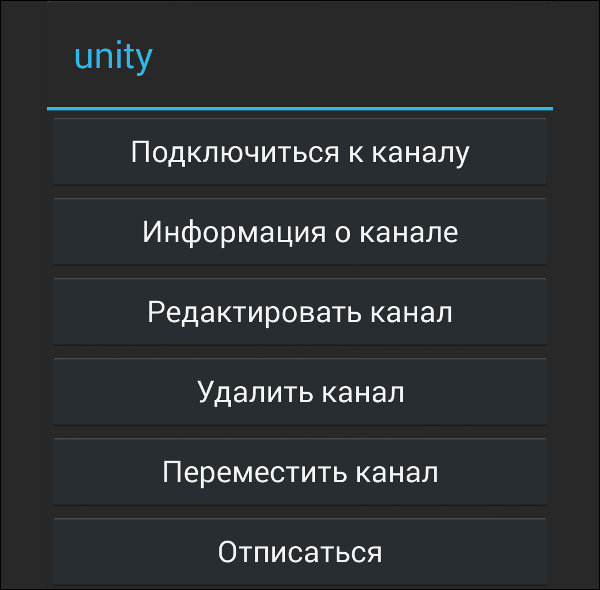 unity
Подключиться к каналу
Информация о канале
Редактировать канал
Удалить канал
Переместить канал
Отписаться